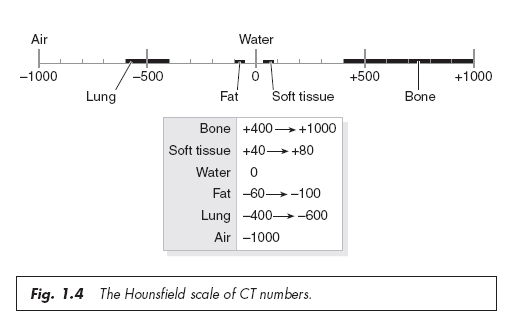 Air Water
–1000 –500 0 +500 +1000
Lung Fat Soft tissue Bone
Bone +400→+1000
Soft tissue +40→+80
Water 0
Fat –60→–100
Lung –400→–600
Air –1000
Fig. 1.4 The Hounsfield scale of CT numbers.